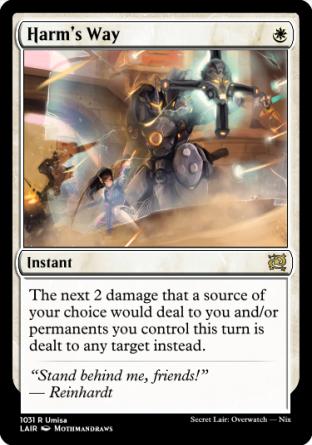 Harm's Way
Instant
The next 2 damage that a source of
your choice would deal to you and/or
permanents you control this turn is
dealt to any target instead.
“Stand behind me, friends!”
— Reinhardt
1031 R Umisa
Secret Lair: Overwatch — Nix
LAIR Mothmandraws